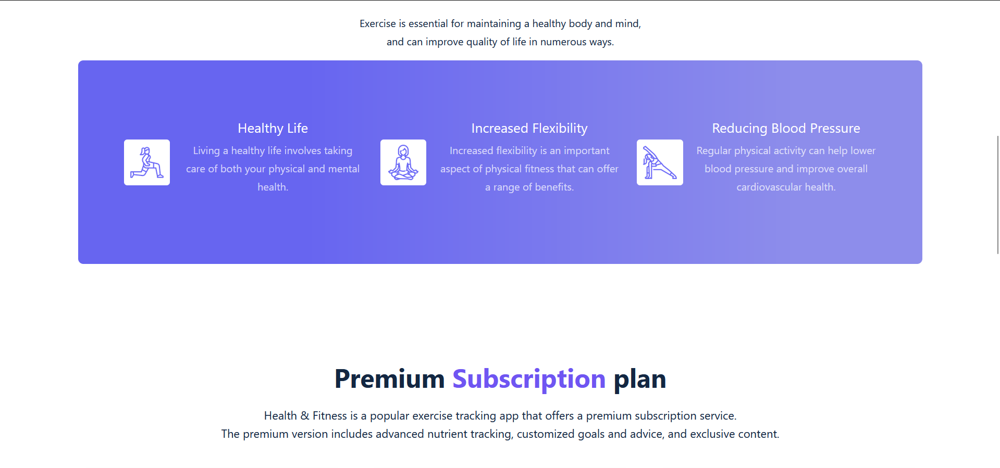 Exercise is essential for maintaining a healthy body and mind,
and can improve quality of life in numerous ways.
Healthy Life
Living a healthy life involves taking
care of both your physical and mental
health.
Increased Flexibility
Increased flexibility is an important
aspect of physical fitness that can offer
a range of benefits.
Reducing Blood Pressure
Regular physical activity can help lower
blood pressure and improve overall
cardiovascular health.
Premium Subscription plan
Health & Fitness is a popular exercise tracking app that offers a premium subscription service.
The premium version includes advanced nutrient tracking, customized goals and advice, and exclusive content.